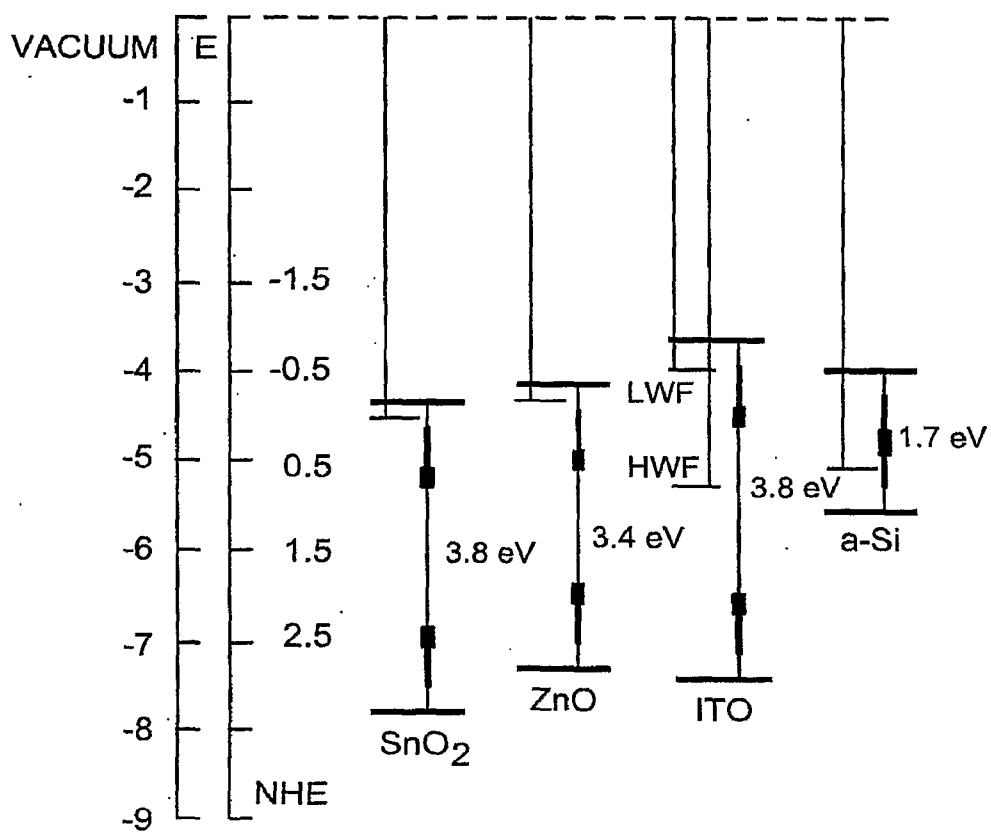 VACUUM E
-1
-2
-3 -1.5
-4 -0.5
LWF
-5 0.5 HWF 1.7 eV
3.8 eV
-6 1.5 3.8 eV 3.4 eV a-Si
-7 2.5
ZnO ITO
-8 SnO2
NHE
-9